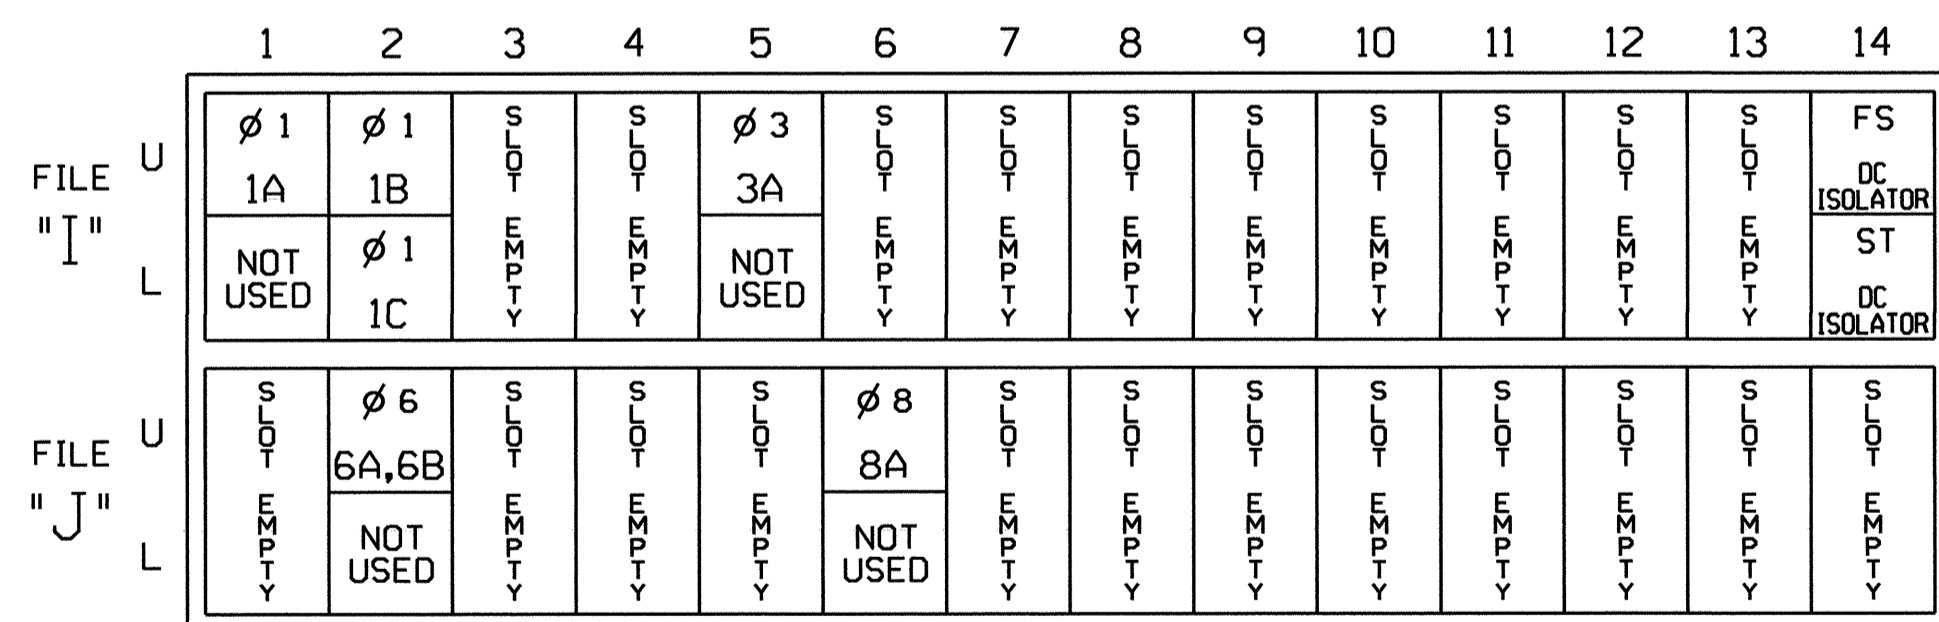 1 2 3 4 5 6 7 8 9 10 11 12 13 14
FILE "I"
U
L
ø 1 1A
NOT USED
ø 1 1B
ø 1 1C
SLOT EMPTY
SLOT EMPTY
ø 3 3A
NOT USED
SLOT EMPTY
SLOT EMPTY
SLOT EMPTY
SLOT EMPTY
SLOT EMPTY
SLOT EMPTY
SLOT EMPTY
SLOT EMPTY
FS DC ISOLATOR
ST DC ISOLATOR
FILE "J"
U
L
SLOT EMPTY
ø 6 6A,6B
NOT USED
SLOT EMPTY
SLOT EMPTY
SLOT EMPTY
ø 8 8A
NOT USED
SLOT EMPTY
SLOT EMPTY
SLOT EMPTY
SLOT EMPTY
SLOT EMPTY
SLOT EMPTY
SLOT EMPTY
SLOT EMPTY